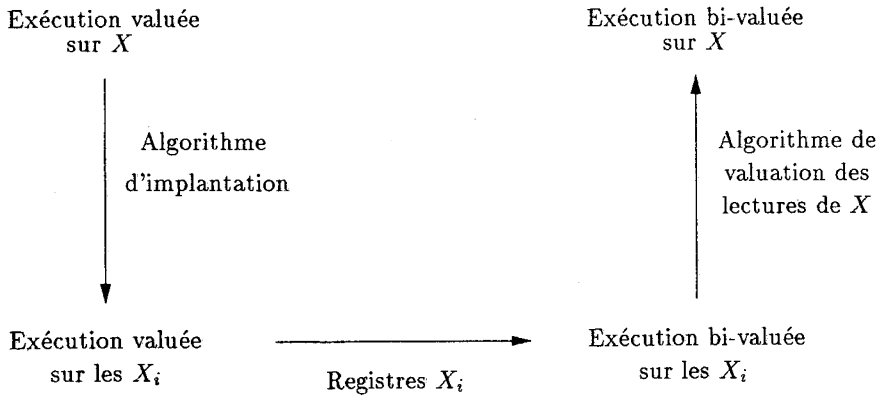 Exécution valuée
sur X
Exécution bi-valuée
sur X
Algorithme
d'implantation
Algorithme de
valuation des
lectures de X
Exécution valuée
sur les Xᵢ
Registres Xᵢ
Exécution bi-valuée
sur les Xᵢ